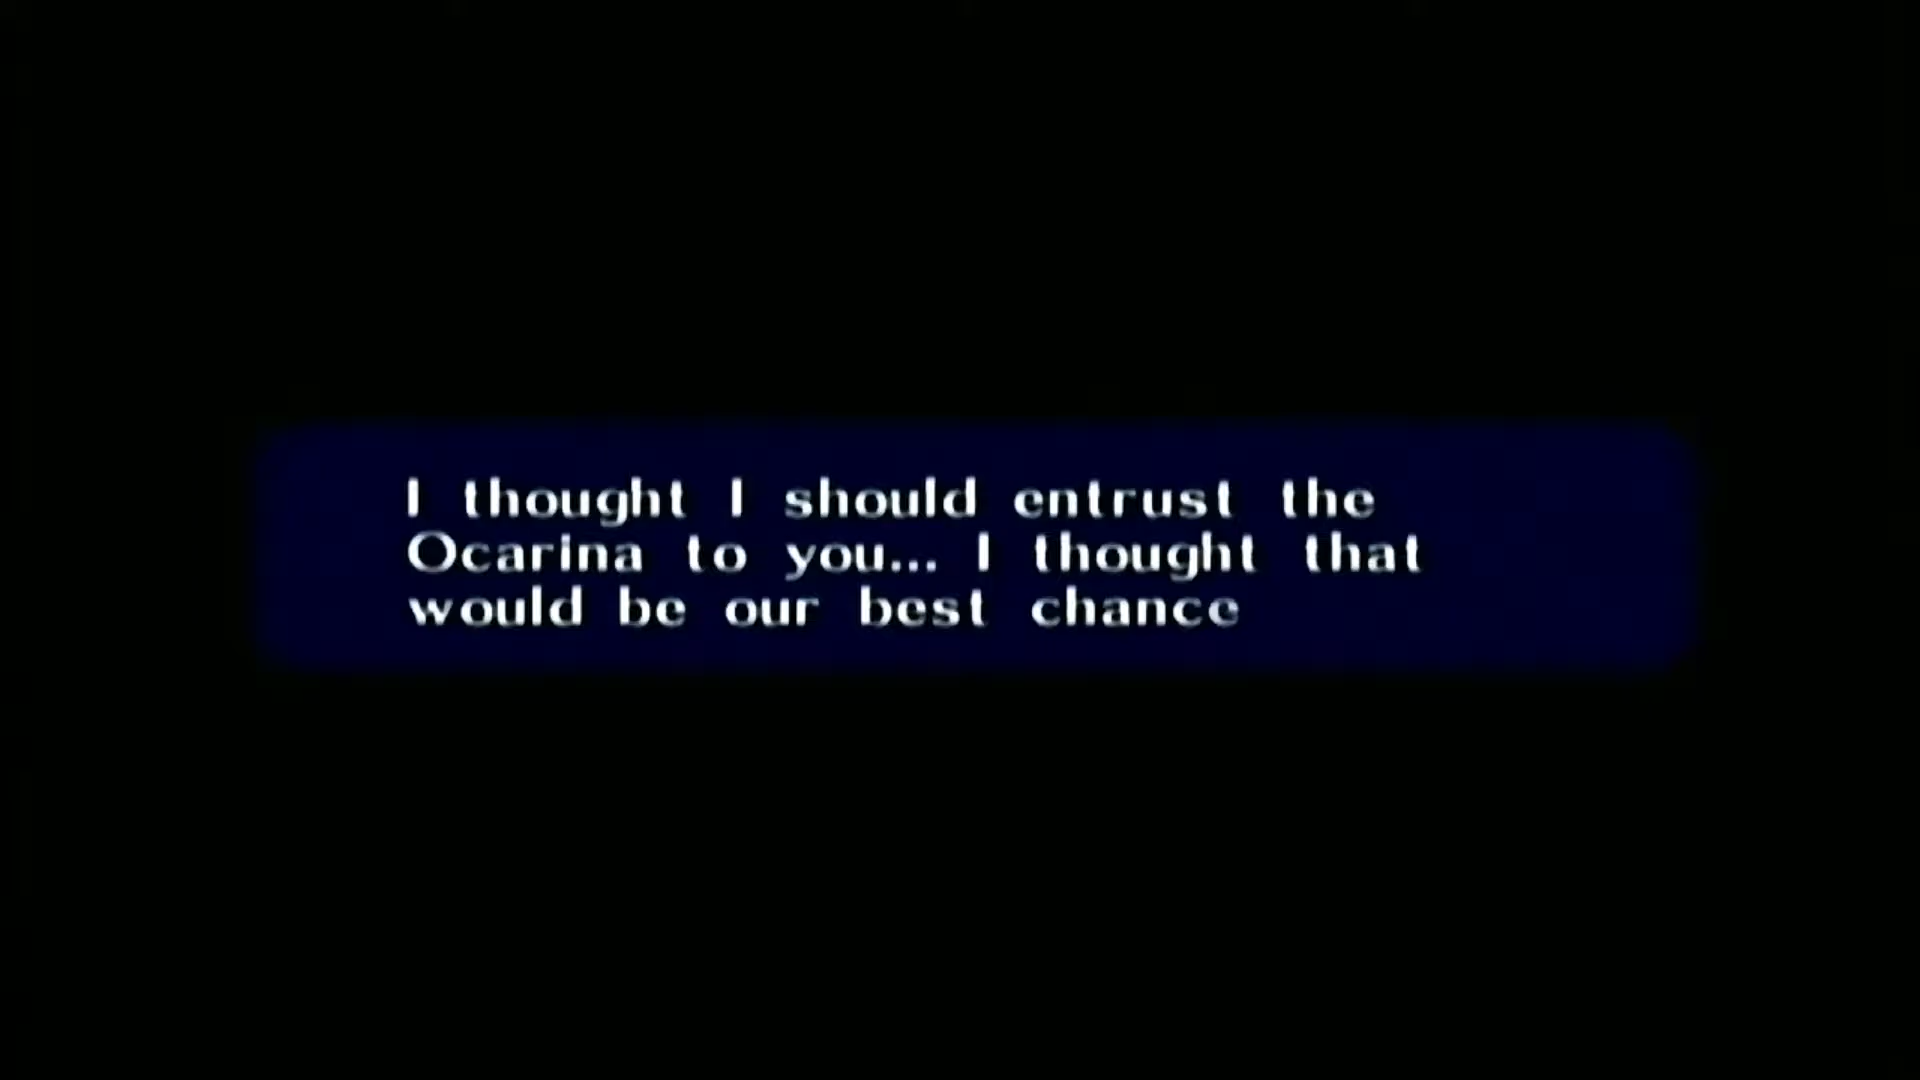 I thought I should entrust the
Ocarina to you... I thought that
would be our best chance